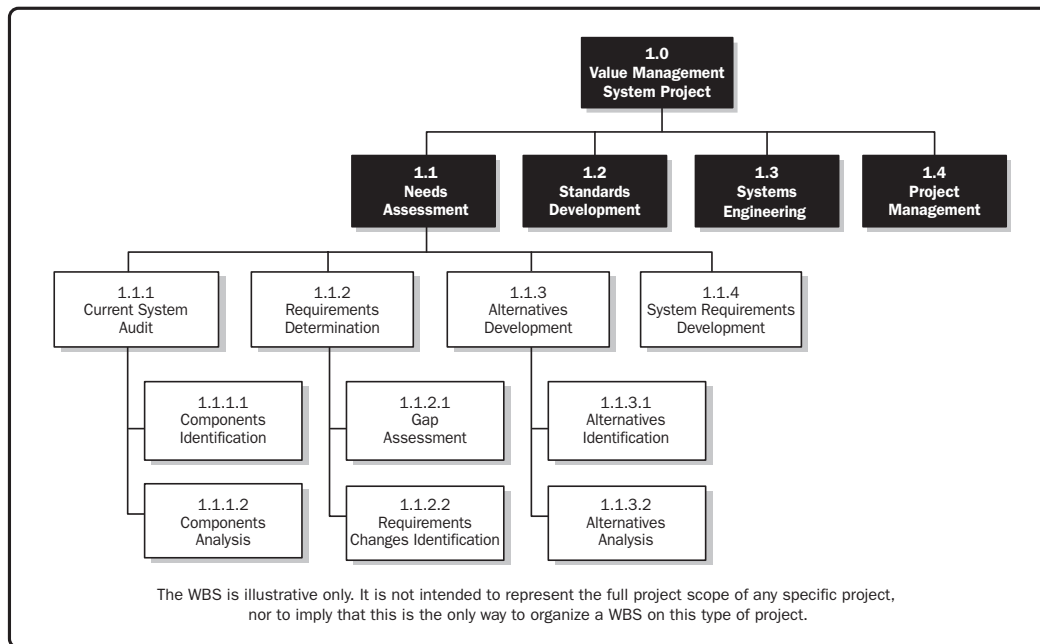 1.0
Value Management
System Project
1.1
Needs
Assessment
1.2
Standards
Development
1.3
Systems
Engineering
1.4
Project
Management
1.1.1
Current System
Audit
1.1.2
Requirements
Determination
1.1.3
Alternatives
Development
1.1.4
System Requirements
Development
1.1.1.1
Components
Identification
1.1.2.1
Gap
Assessment
1.1.3.1
Alternatives
Identification
1.1.1.2
Components
Analysis
1.1.2.2
Requirements
Changes Identification
1.1.3.2
Alternatives
Analysis
The WBS is illustrative only. It is not intended to represent the full project scope of any specific project,
nor to imply that this is the only way to organize a WBS on this type of project.